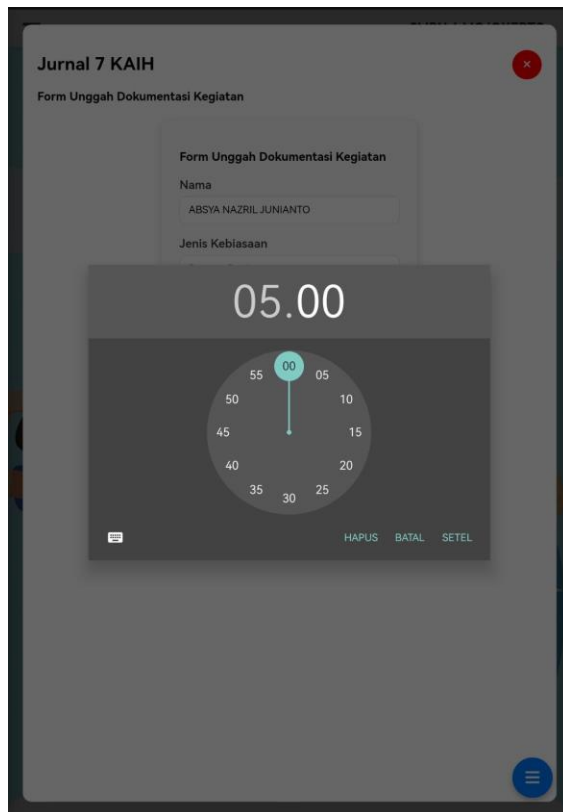 Jurnal 7 KAIH
×
Form Unggah Dokumentasi Kegiatan
Form Unggah Dokumentasi Kegiatan
Nama
ABSYA NAZRIL JUNIANTO
Jenis Kebiasaan
05.00
00
05
10
15
20
25
30
35
40
45
50
55
HAPUS BATAL SETEL